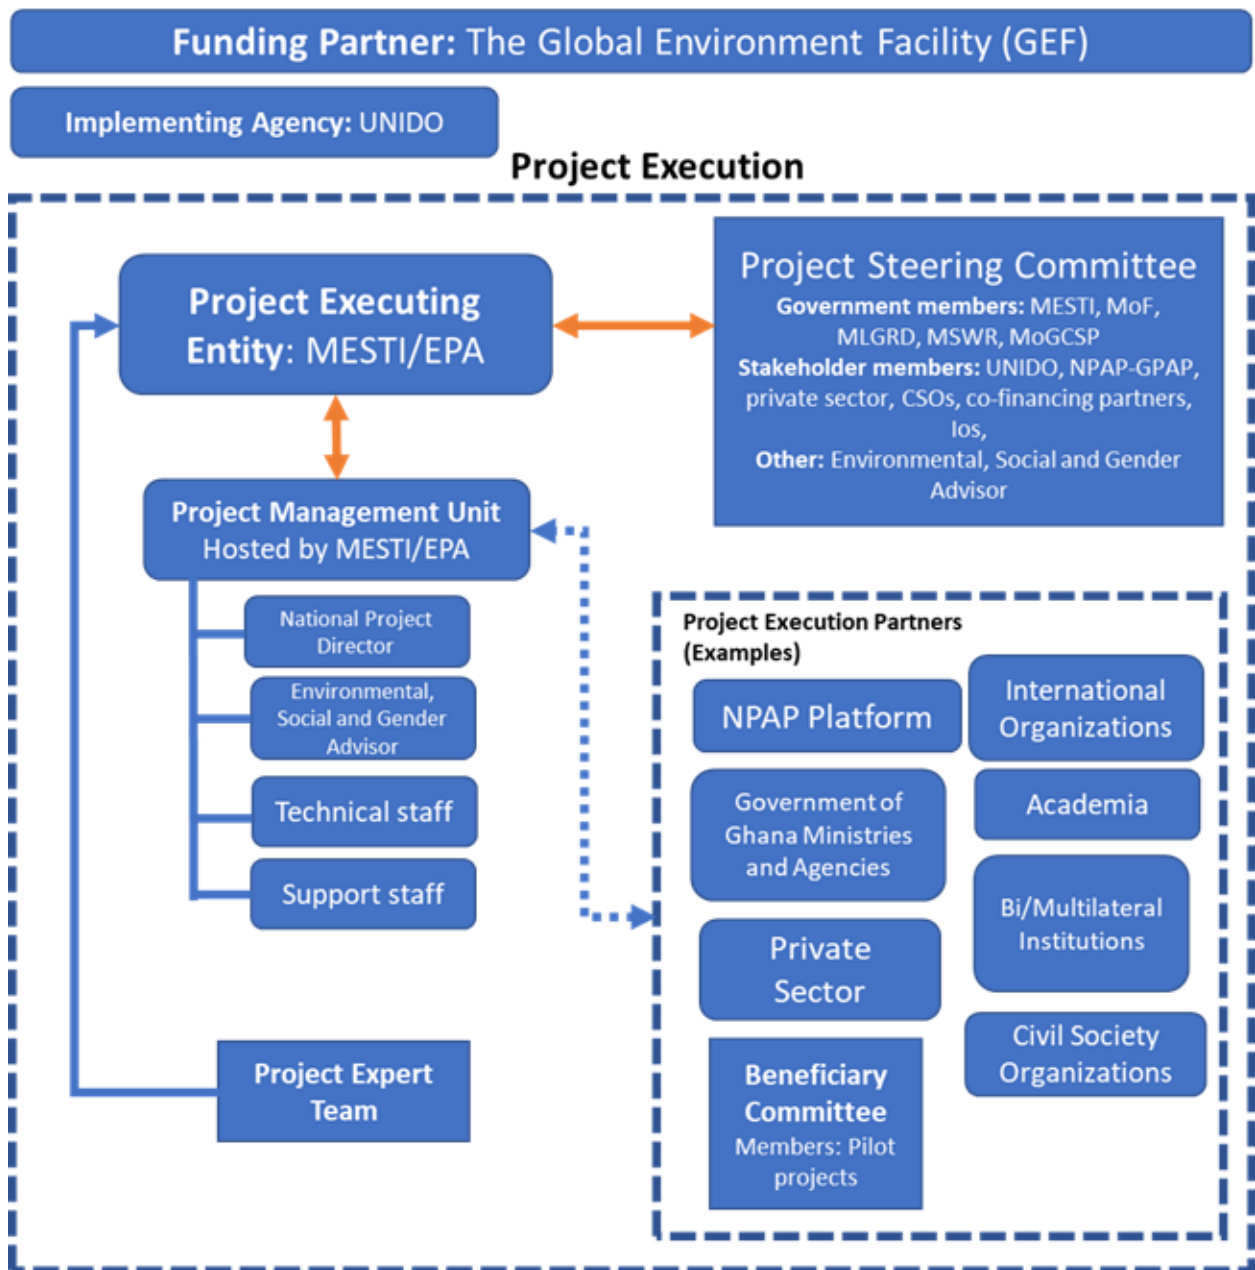 Funding Partner: The Global Environment Facility (GEF)
Implementing Agency: UNIDO
Project Execution
Project Executing
Entity: MESTI/EPA
Project Steering Committee
Government members: MESTI, MoF,
MLGRD, MSWR, MoGCSP
Stakeholder members: UNIDO, NPAP-GPAP,
private sector, CSOs, co-financing partners,
Ios,
Other: Environmental, Social and Gender
Advisor
Project Management Unit
Hosted by MESTI/EPA
National Project
Director
Environmental,
Social and Gender
Advisor
Technical staff
Support staff
Project Expert
Team
Project Execution Partners
(Examples)
NPAP Platform
International
Organizations
Government of
Ghana Ministries
and Agencies
Academia
Bi/Multilateral
Institutions
Private
Sector
Civil Society
Organizations
Beneficiary
Committee
Members: Pilot
projects